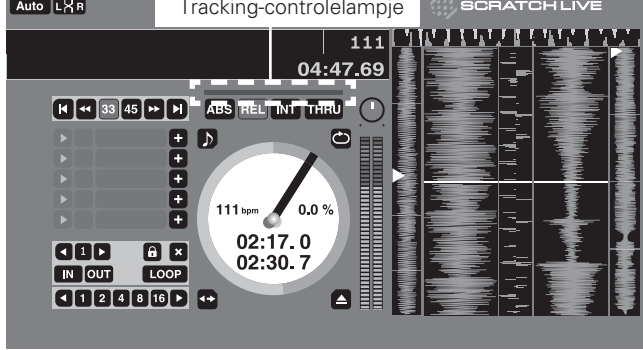 Auto L R
Tracking-controlelampje
SCRATCH LIVE
111
04:47.69
33 45
ABS REL INT THRU
111 bpm 0.0 %
02:17.0
02:30.7
1
IN OUT LOOP
1 2 4 8 16